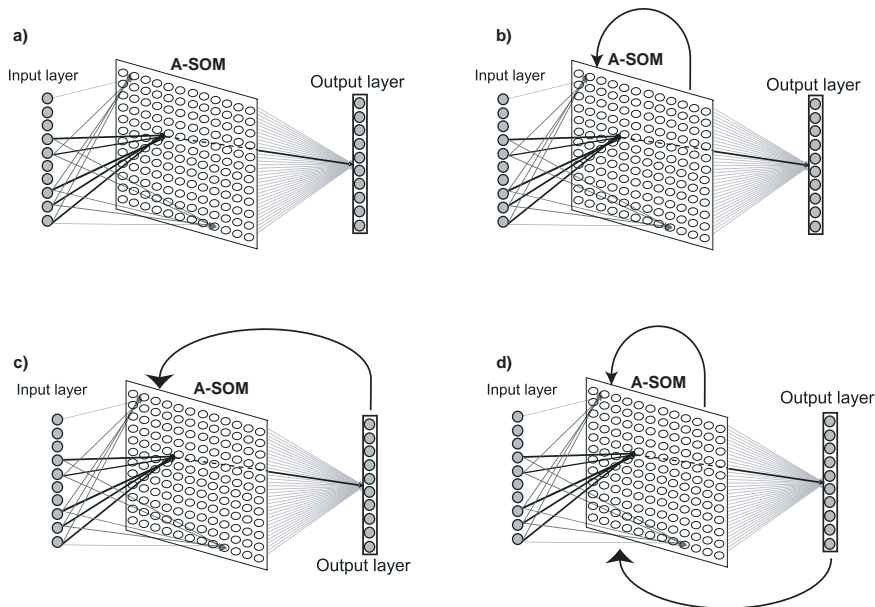 a)
A-SOM
Input layer
Output layer
b)
A-SOM
Input layer
Output layer
c)
A-SOM
Input layer
Output layer
d)
A-SOM
Input layer
Output layer